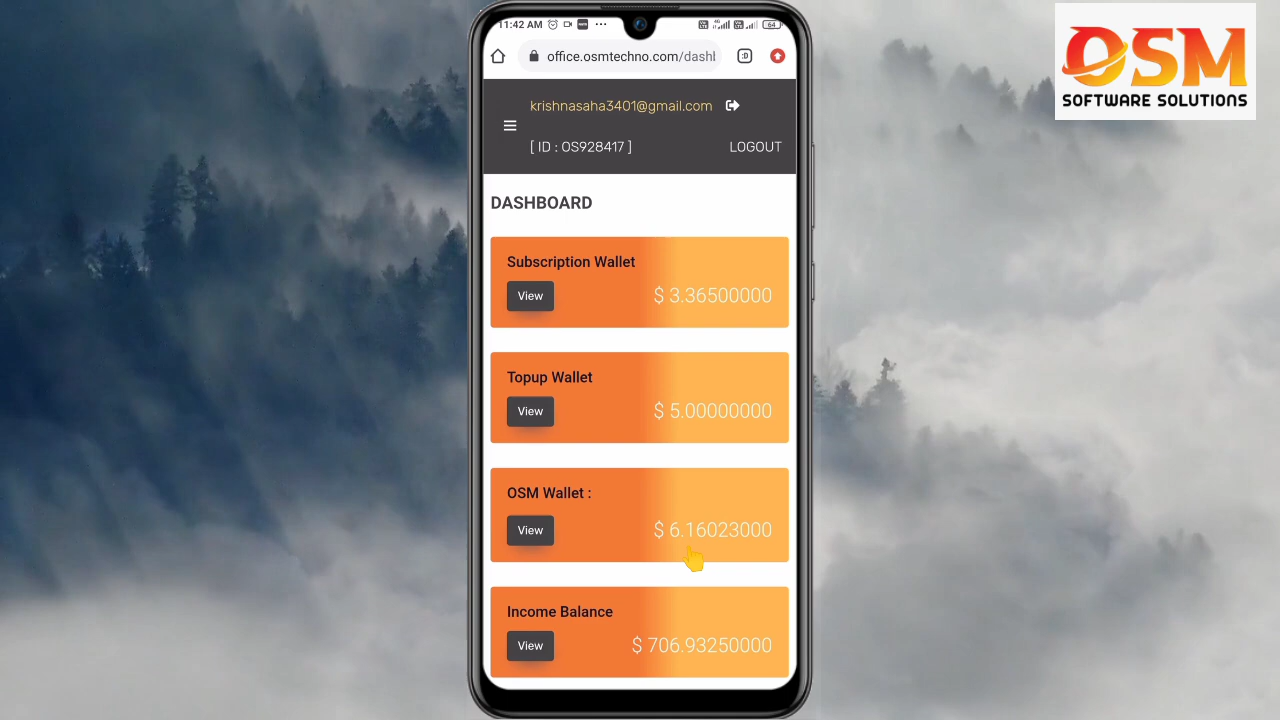 11:42 AM
64
office.osmtechno.com/dashl
:D
OSM
SOFTWARE SOLUTIONS
krishnasaha3401@gmail.com
[ ID : OS928417 ]
LOGOUT
DASHBOARD
Subscription Wallet
View
$ 3.36500000
Topup Wallet
View
$ 5.00000000
OSM Wallet :
View
$ 6.16023000
Income Balance
View
$ 706.93250000